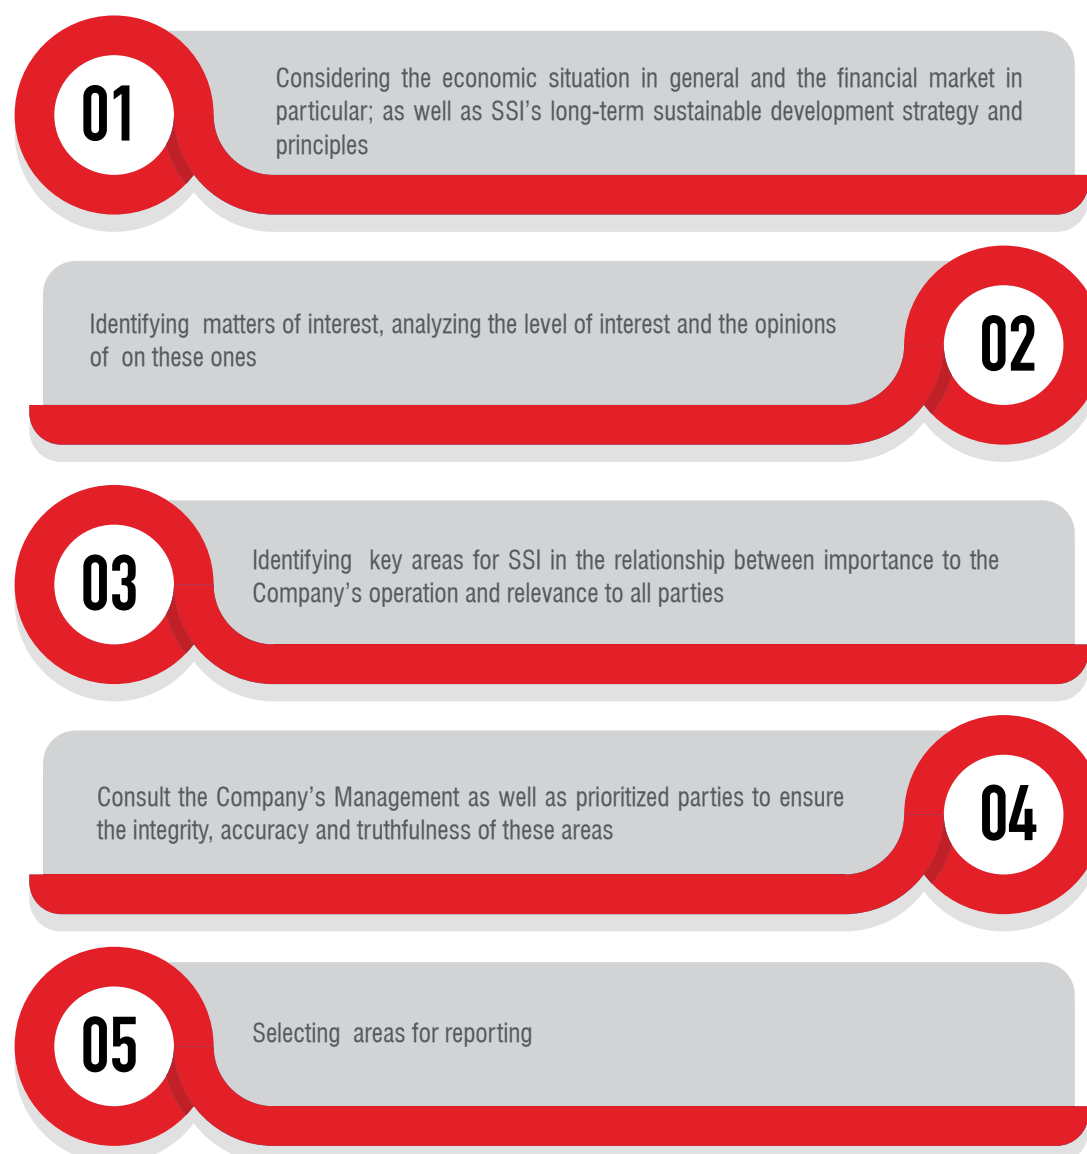 01
Considering the economic situation in general and the financial market in
particular; as well as SSI’s long-term sustainable development strategy and
principles
Identifying  matters of interest, analyzing the level of interest and the opinions
of  on these ones
02
03
Identifying  key areas for SSI in the relationship between importance to the
Company’s operation and relevance to all parties
Consult the Company’s Management as well as prioritized parties to ensure
the integrity, accuracy and truthfulness of these areas
04
05
Selecting  areas for reporting